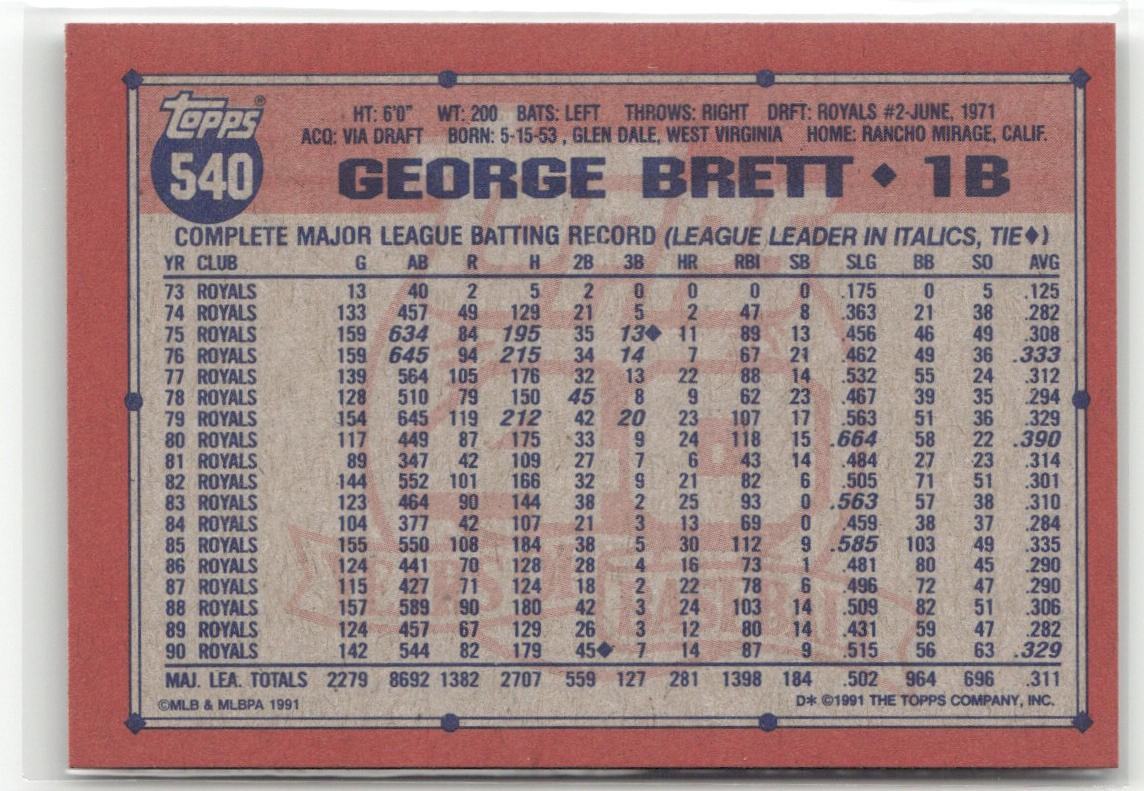 topps®
540
HT: 6'0" WT: 200 BATS: LEFT THROWS: RIGHT DRFT: ROYALS #2-JUNE, 1971
ACQ: VIA DRAFT BORN: 5-15-53 , GLEN DALE, WEST VIRGINIA HOME: RANCHO MIRAGE, CALIF.
GEORGE BRETT ◆ 1B
COMPLETE MAJOR LEAGUE BATTING RECORD (LEAGUE LEADER IN ITALICS, TIE◆)
YR CLUB G AB R H 2B 3B HR RBI SB SLG BB SO AVG
73 ROYALS 13 40 2 5 2 0 0 0 0 .175 0 5 .125
74 ROYALS 133 457 49 129 21 5 2 47 8 .363 21 38 .282
75 ROYALS 159 634 84 195 35 13◆ 11 89 13 .456 46 49 .308
76 ROYALS 159 645 94 215 34 14 7 67 21 .462 49 36 .333
77 ROYALS 139 564 105 176 32 13 22 88 14 .532 55 24 .312
78 ROYALS 128 510 79 150 45 8 9 62 23 .467 39 35 .294
79 ROYALS 154 645 119 212 42 20 23 107 17 .563 51 36 .329
80 ROYALS 117 449 87 175 33 9 24 118 15 .664 58 22 .390
81 ROYALS 89 347 42 109 27 7 6 43 14 .484 27 23 .314
82 ROYALS 144 552 101 166 32 9 21 82 6 .505 71 51 .301
83 ROYALS 123 464 90 144 38 2 25 93 0 .563 57 38 .310
84 ROYALS 104 377 42 107 21 3 13 69 0 .459 38 37 .284
85 ROYALS 155 550 108 184 38 5 30 112 9 .585 103 49 .335
86 ROYALS 124 441 70 128 28 4 16 73 1 .481 80 45 .290
87 ROYALS 115 427 71 124 18 2 22 78 6 .496 72 47 .290
88 ROYALS 157 589 90 180 42 3 24 103 14 .509 82 51 .306
89 ROYALS 124 457 67 129 26 3 12 80 14 .431 59 47 .282
90 ROYALS 142 544 82 179 45◆ 7 14 87 9 .515 56 63 .329
MAJ. LEA. TOTALS 2279 8692 1382 2707 559 127 281 1398 184 .502 964 696 .311
©MLB & MLBPA 1991 D* ©1991 THE TOPPS COMPANY, INC.